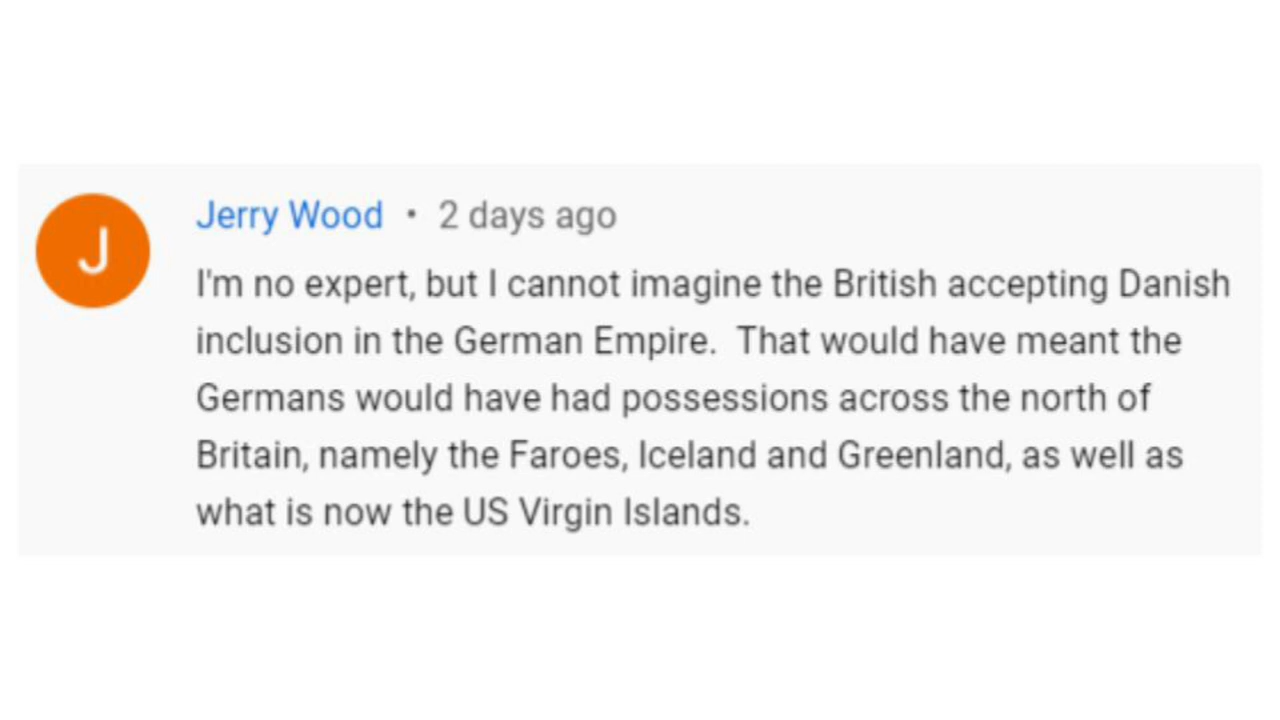 J
Jerry Wood • 2 days ago
I'm no expert, but I cannot imagine the British accepting Danish
inclusion in the German Empire.  That would have meant the
Germans would have had possessions across the north of
Britain, namely the Faroes, Iceland and Greenland, as well as
what is now the US Virgin Islands.